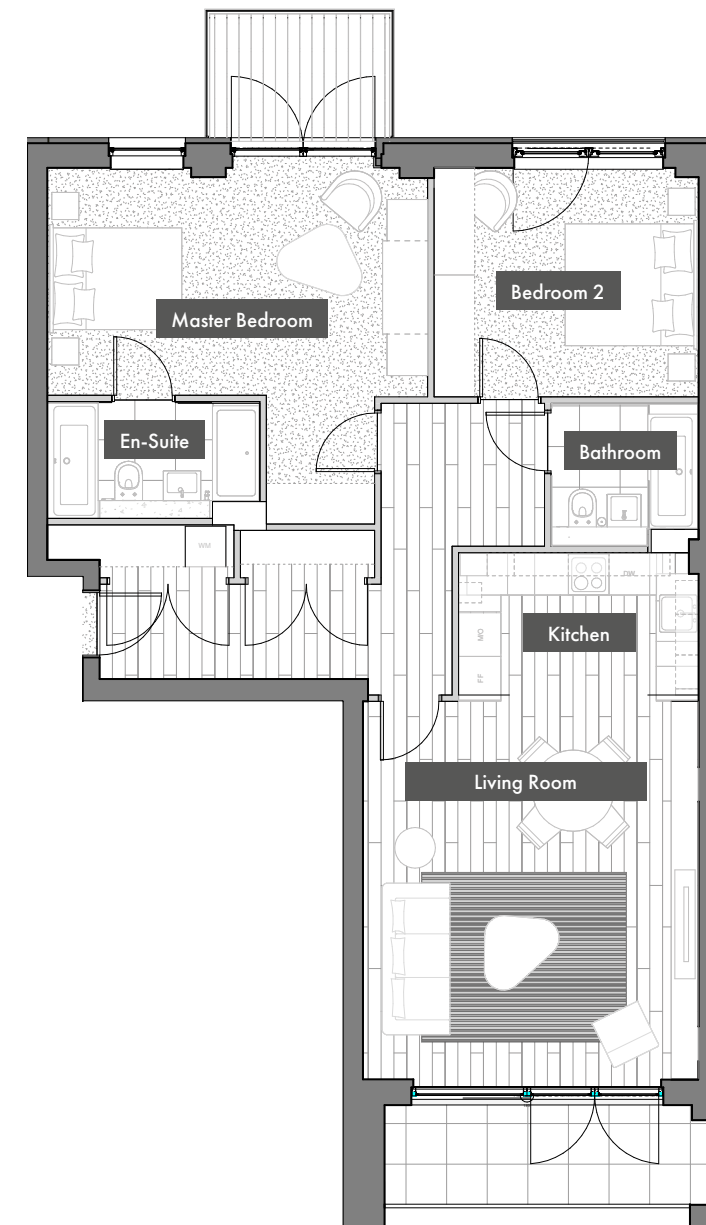 Bedroom 2
Master Bedroom
En-Suite
Bathroom
WM
DW
Kitchen
M/O
FF
Living Room